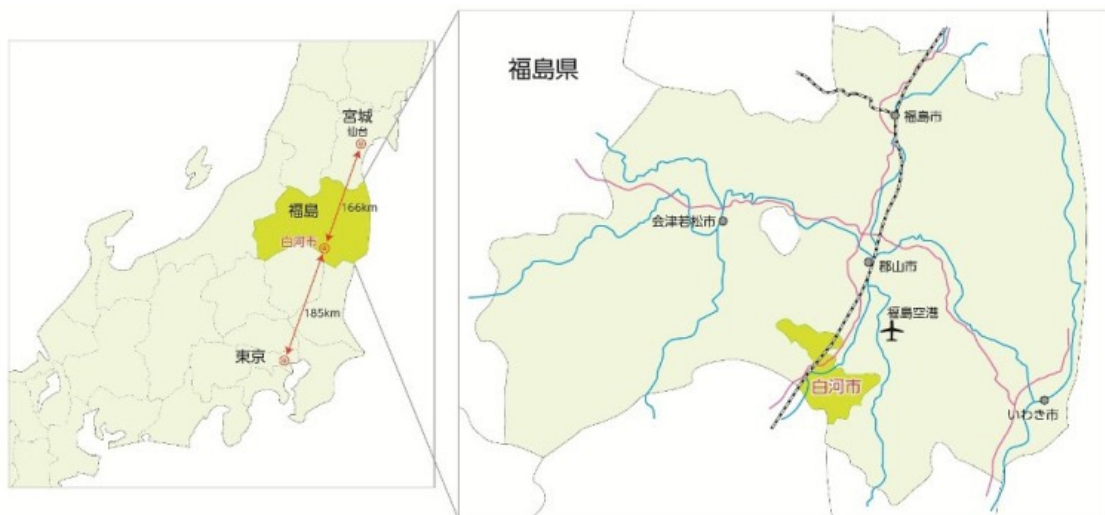 宮城
仙台
166km
福島
白河市
185km
東京
福島県
福島市
会津若松市
郡山市
福島空港
白河市
いわき市